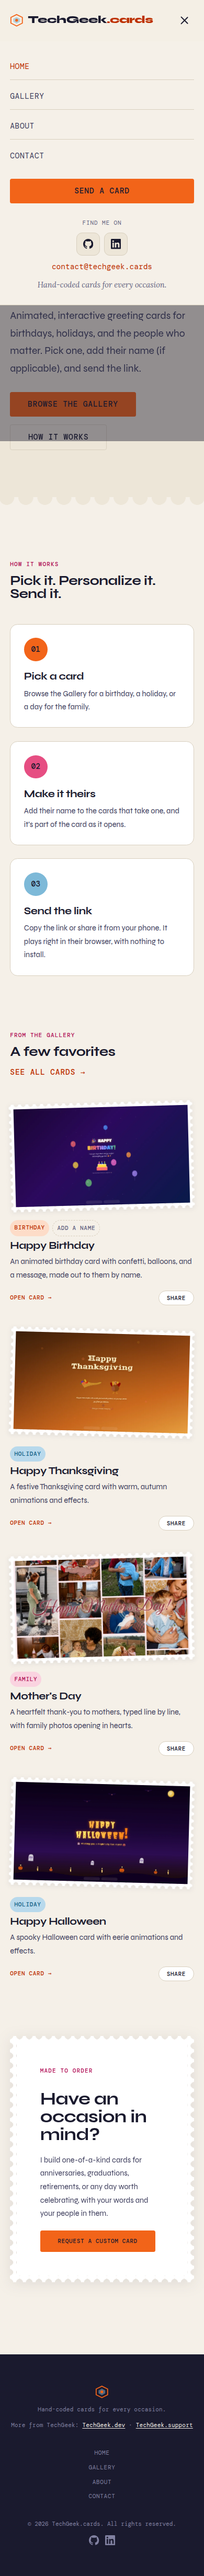 TechGeek.cards
HOME
GALLERY
ABOUT
CONTACT
SEND A CARD
FIND ME ON
contact@techgeek.cards
Hand-coded cards for every occasion.
Animated, interactive greeting cards for
birthdays, holidays, and the people who
matter. Pick one, add their name (if
applicable), and send the link.
BROWSE THE GALLERY
HOW IT WORKS
HOW IT WORKS
Pick it. Personalize it.
Send it.
01
Pick a card
Browse the Gallery for a birthday, a holiday, or
a day for the family.
02
Make it theirs
Add their name to the cards that take one, and
it's part of the card as it opens.
03
Send the link
Copy the link or share it from your phone. It
plays right in their browser, with nothing to
install.
FROM THE GALLERY
A few favorites
SEE ALL CARDS →
HAPPY
BIRTHDAY!
BIRTHDAY
ADD A NAME
Happy Birthday
An animated birthday card with confetti, balloons, and
a message, made out to them by name.
OPEN CARD →
SHARE
Happy
Thanksgiving
HOLIDAY
Happy Thanksgiving
A festive Thanksgiving card with warm, autumn
animations and effects.
OPEN CARD →
SHARE
Happy Mother's Day!
FAMILY
Mother's Day
A heartfelt thank-you to mothers, typed line by line,
with family photos opening in hearts.
OPEN CARD →
SHARE
HAPPY
HALLOWEEN!
HOLIDAY
Happy Halloween
A spooky Halloween card with eerie animations and
effects.
OPEN CARD →
SHARE
MADE TO ORDER
Have an
occasion in
mind?
I build one-of-a-kind cards for
anniversaries, graduations,
retirements, or any day worth
celebrating, with your words and
your people in them.
REQUEST A CUSTOM CARD
Hand-coded cards for every occasion.
More from TechGeek: TechGeek.dev · TechGeek.support
HOME
GALLERY
ABOUT
CONTACT
© 2026 TechGeek.cards. All rights reserved.